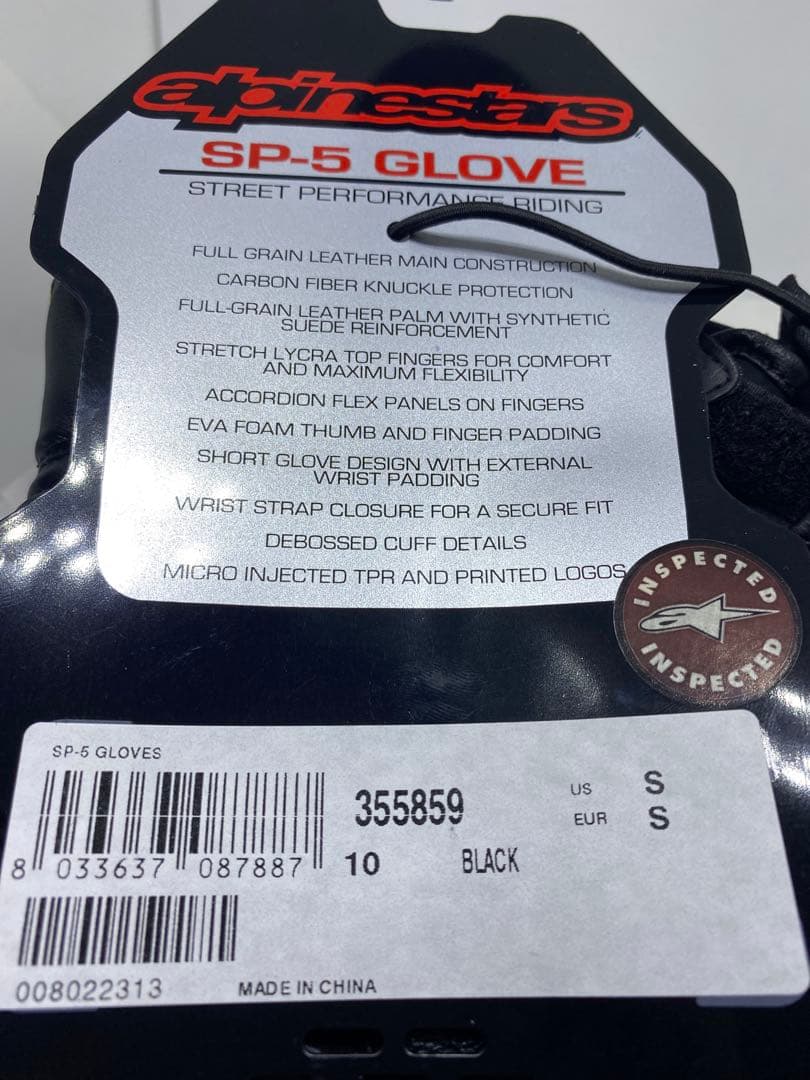 alpinestars
SP-5 GLOVE
STREET PERFORMANCE RIDING
FULL GRAIN LEATHER MAIN CONSTRUCTION
CARBON FIBER KNUCKLE PROTECTION
FULL-GRAIN LEATHER PALM WITH SYNTHETIC
SUEDE REINFORCEMENT
STRETCH LYCRA TOP FINGERS FOR COMFORT
AND MAXIMUM FLEXIBILITY
ACCORDION FLEX PANELS ON FINGERS
EVA FOAM THUMB AND FINGER PADDING
SHORT GLOVE DESIGN WITH EXTERNAL
WRIST PADDING
WRIST STRAP CLOSURE FOR A SECURE FIT
DEBOSSED CUFF DETAILS
MICRO INJECTED TPR AND PRINTED LOGOS
INSPECTED
INSPECTED
SP-5 GLOVES
355859 US S
EUR S
8 033637 087887 10 BLACK
008022313 MADE IN CHINA